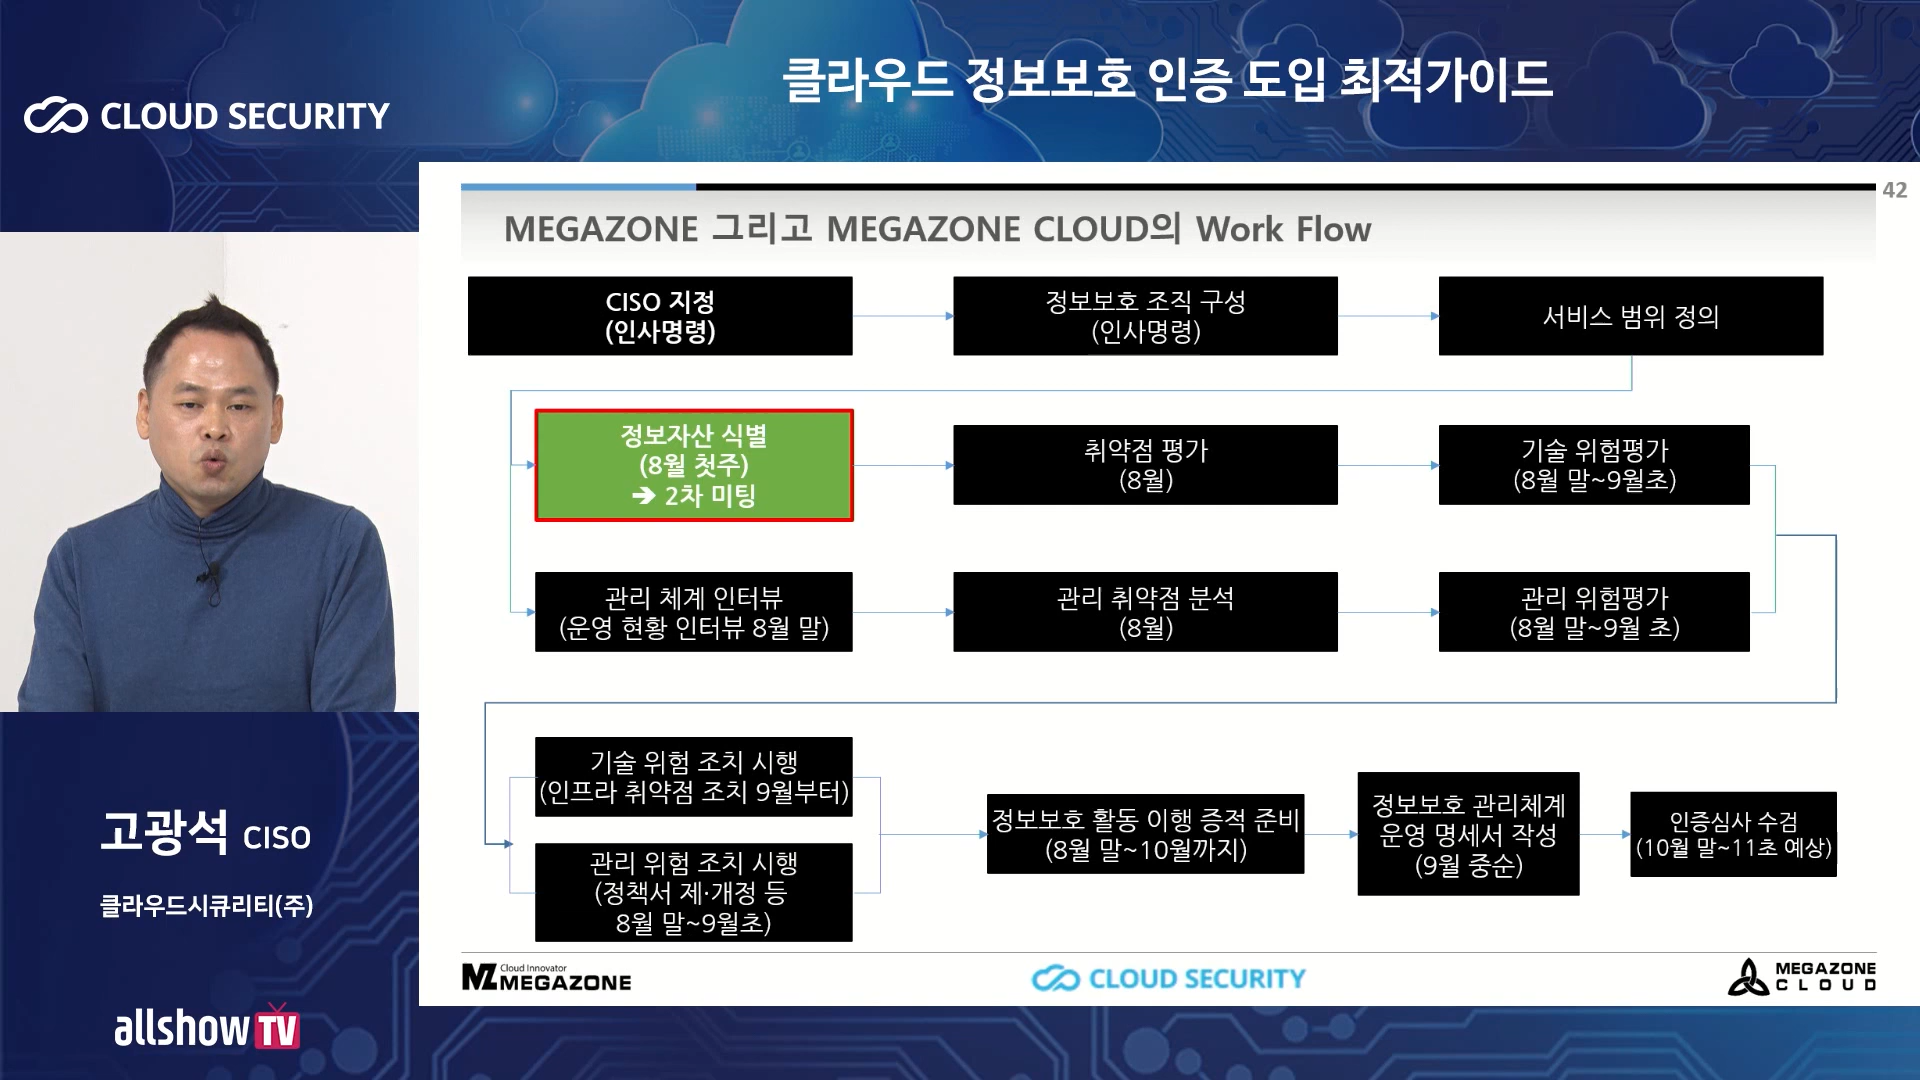 클라우드 정보보호 인증 도입 최적가이드
CLOUD SECURITY
42
MEGAZONE 그리고 MEGAZONE CLOUD의 Work Flow
CISO 지정
(인사명령)
정보보호 조직 구성
(인사명령)
서비스 범위 정의
정보자산 식별
(8월 첫주)
➔ 2차 미팅
취약점 평가
(8월)
기술 위험평가
(8월 말~9월초)
관리 체계 인터뷰
(운영 현황 인터뷰 8월 말)
관리 취약점 분석
(8월)
관리 위험평가
(8월 말~9월 초)
기술 위험 조치 시행
(인프라 취약점 조치 9월부터)
관리 위험 조치 시행
(정책서 제·개정 등
8월 말~9월초)
정보보호 활동 이행 증적 준비
(8월 말~10월까지)
정보보호 관리체계
운영 명세서 작성
(9월 중순)
인증심사 수검
(10월 말~11초 예상)
고광석 CISO
클라우드시큐리티(주)
allshow TV
MZ Cloud Innovator
MEGAZONE
CLOUD SECURITY
MEGAZONE
CLOUD